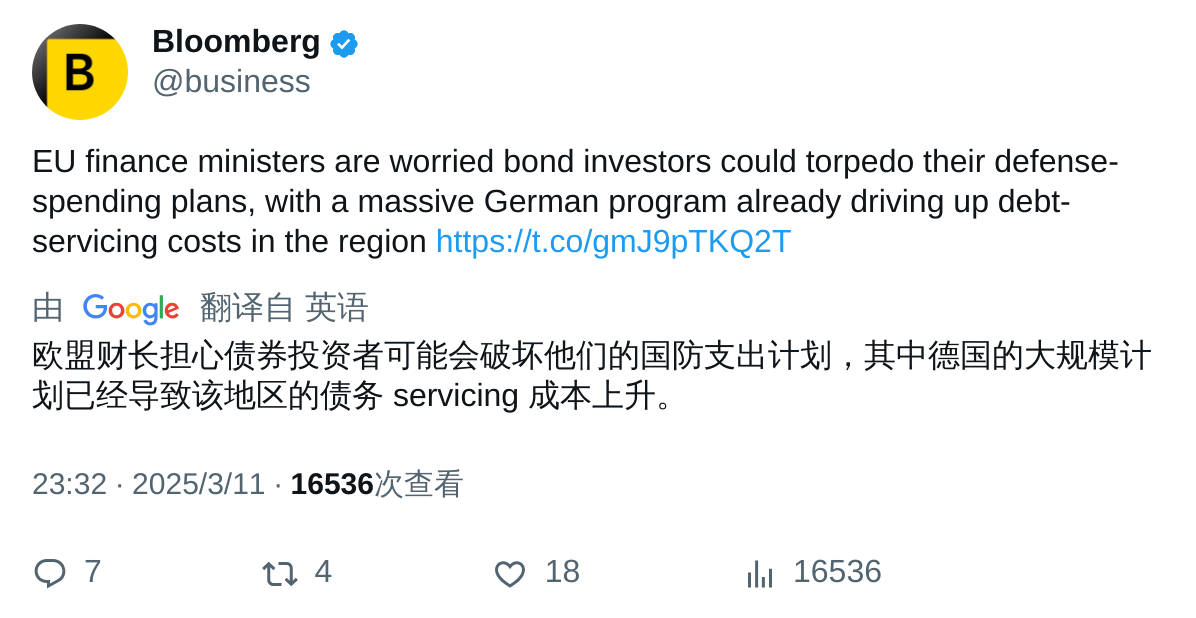 B
Bloomberg
@business
EU finance ministers are worried bond investors could torpedo their defense-
spending plans, with a massive German program already driving up debt-
servicing costs in the region https://t.co/gmJ9pTKQ2T
由 Google 翻译自 英语
欧盟财长担心债券投资者可能会破坏他们的国防支出计划，其中德国的大规模计
划已经导致该地区的债务 servicing 成本上升。
23:32 · 2025/3/11 · 16536次查看
7 4 18 16536